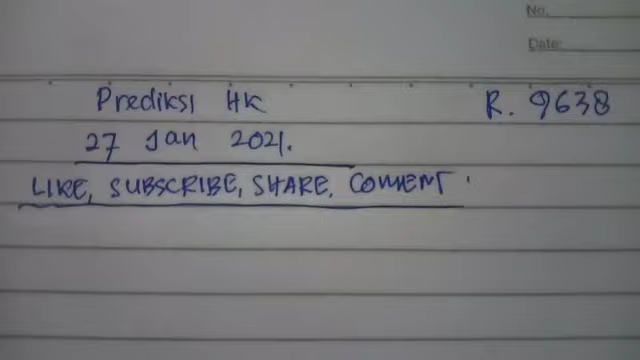 No.
Date:
Prediksi HK R. 9638
27 Jan 2021.
LIKE, SUBSCRIBE, SHARE, COMMENT.